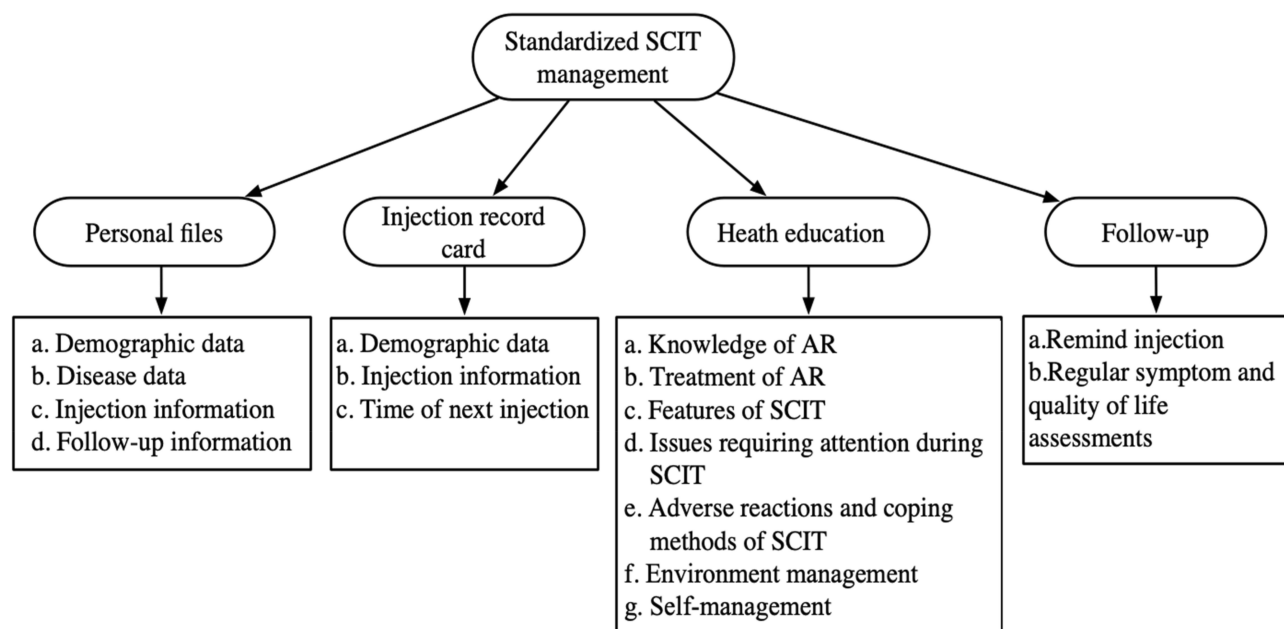 Standardized SCIT
management
Personal files
Injection record
card
Heath education
Follow-up
a. Demographic data
b. Disease data
c. Injection information
d. Follow-up information
a. Demographic data
b. Injection information
c. Time of next injection
a. Knowledge of AR
b. Treatment of AR
c. Features of SCIT
d. Issues requiring attention during
SCIT
e. Adverse reactions and coping
methods of SCIT
f. Environment management
g. Self-management
a.Remind injection
b.Regular symptom and
quality of life
assessments